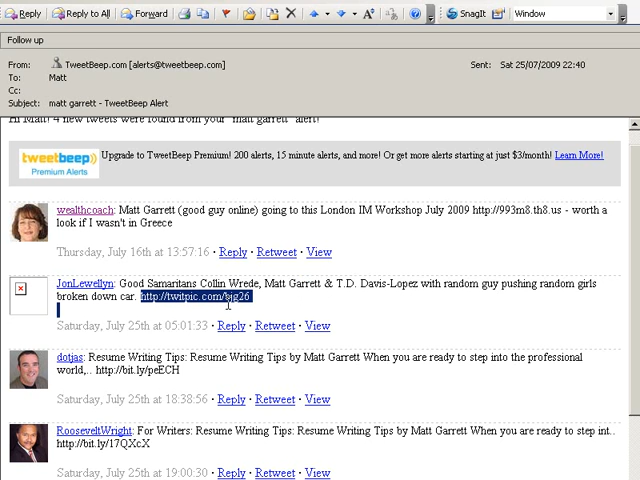 Reply Reply to All Forward SnagIt Window
Follow up
From: TweetBeep.com [alerts@tweetbeep.com] Sent: Sat 25/07/2009 22:40
To: Matt
Cc:
Subject: matt garrett - TweetBeep Alert
Hi Matt! 4 new tweets were found from your "matt garrett" alert!
tweetbeep Premium Alerts
Upgrade to TweetBeep Premium! 200 alerts, 15 minute alerts, and more! Or get more alerts starting at just $3/month! Learn More!
wealthcoach: Matt Garrett (good guy online) going to this London IM Workshop July 2009 http://993m8.th8.us - worth a
look if I wasn't in Greece
Thursday, July 16th at 13:57:16 · Reply · Retweet · View
JonLewellyn: Good Samaritans Collin Wrede, Matt Garrett & T.D. Davis-Lopez with random guy pushing random girls
broken down car. http://twitpic.com/
Saturday, July 25th at 05:01:33 · Reply · Retweet · View
dotjas: Resume Writing Tips: Resume Writing Tips by Matt Garrett When you are ready to step into the professional
world,.. http://bit.ly/peECH
Saturday, July 25th at 18:38:56 · Reply · Retweet · View
RooseveltWright: For Writers: Resume Writing Tips: Resume Writing Tips by Matt Garrett When you are ready to step int..
http://bit.ly/17QXcX
Saturday, July 25th at 19:00:30 · Reply · Retweet · View